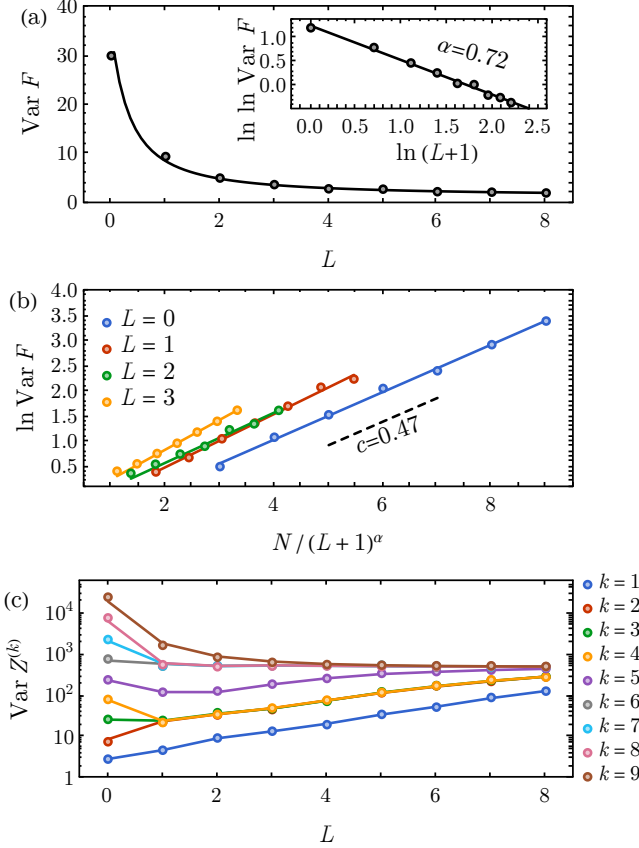 (a)
Var F
40
30
20
10
0
0 2 4 6 8
L
ln ln Var F
1.0
0.5
0.0
0.0 0.5 1.0 1.5 2.0 2.5
ln (L+1)
α=0.72
(b)
ln Var F
4.0
3.5
3.0
2.5
2.0
1.5
1.0
0.5
L = 0
L = 1
L = 2
L = 3
c=0.47
2 4 6 8
N / (L + 1)^α
(c)
Var Z^(k)
10^4
10^3
10^2
10
1
0 2 4 6 8
L
k = 1
k = 2
k = 3
k = 4
k = 5
k = 6
k = 7
k = 8
k = 9